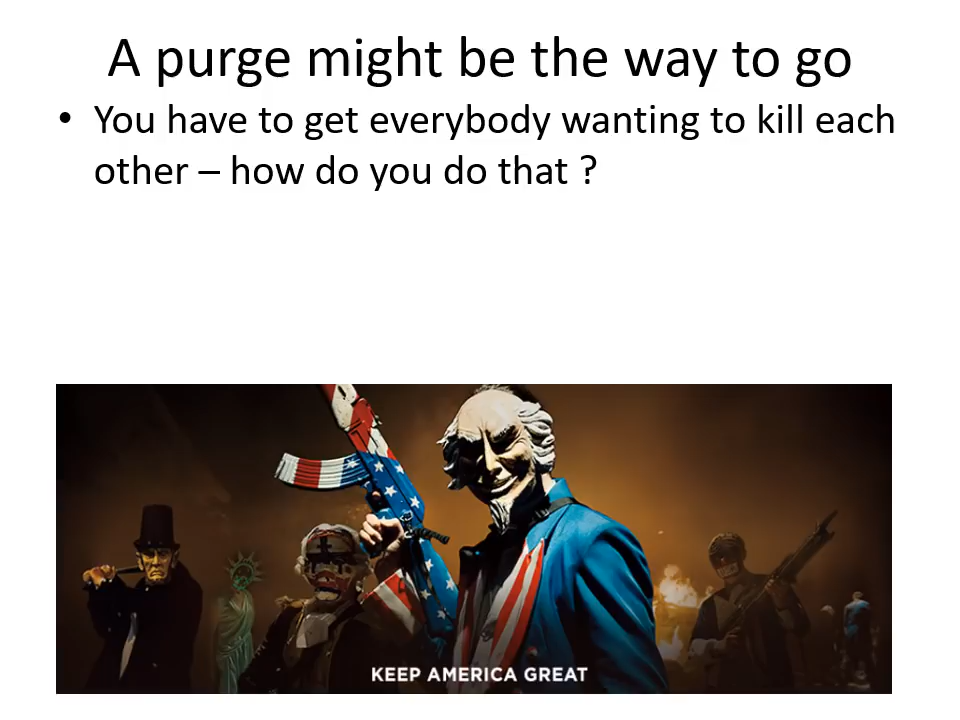 A purge might be the way to go
• You have to get everybody wanting to kill each
other – how do you do that ?
KEEP AMERICA GREAT